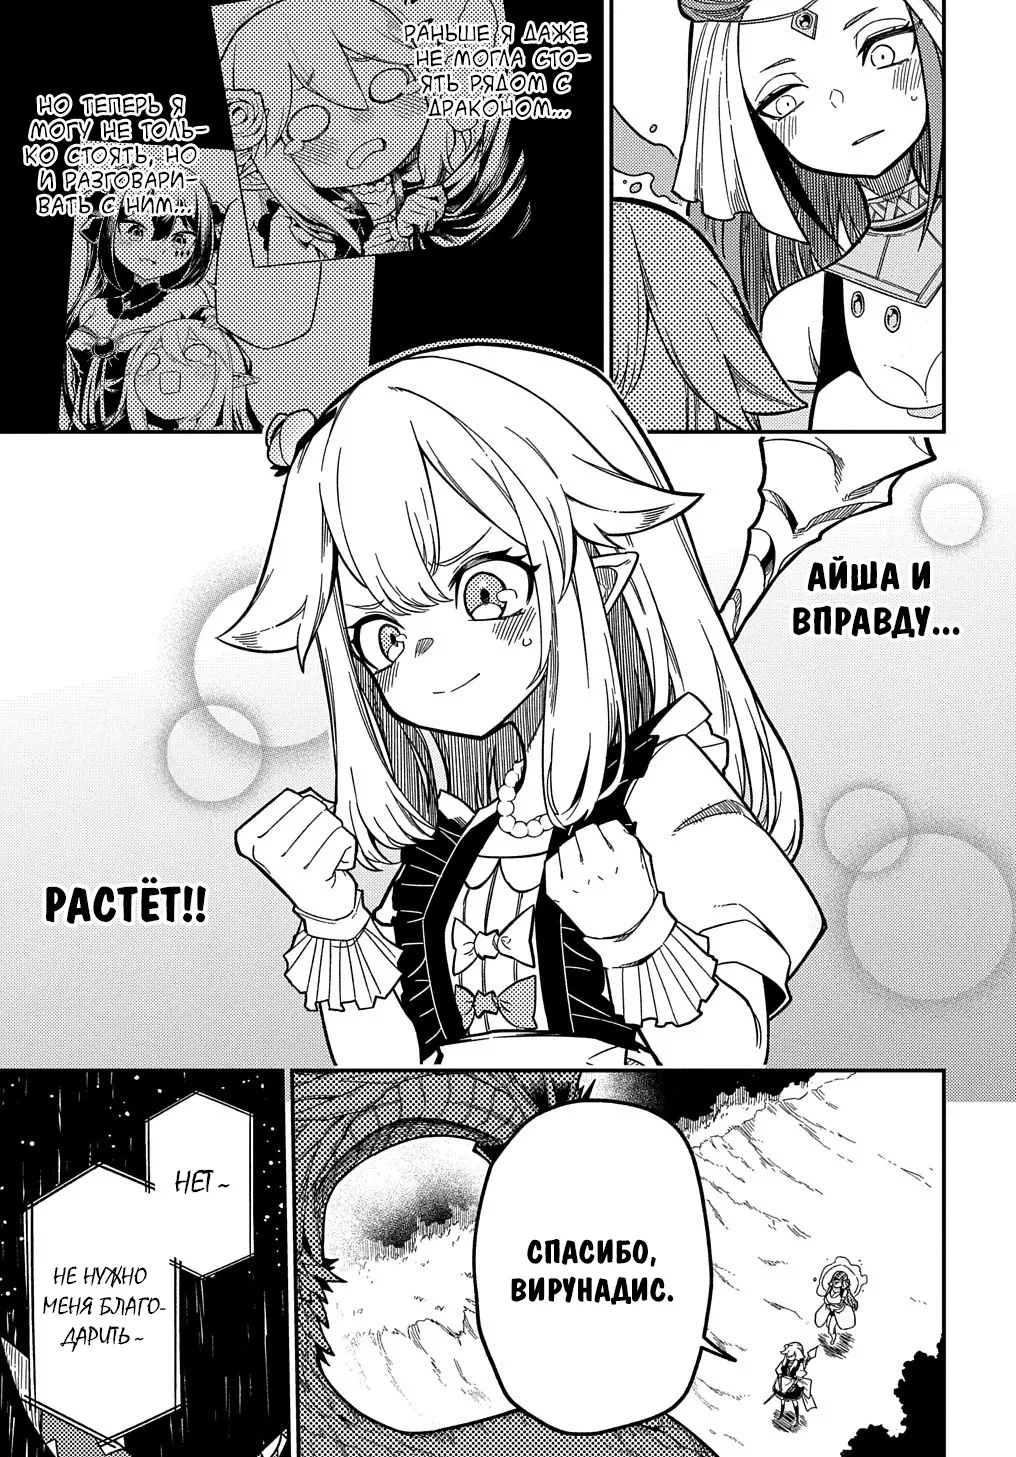 РАНЬШЕ Я ДАЖЕ
НЕ МОГЛА СТО-
ЯТЬ РЯДОМ С
ДРАКОНОМ...
НО ТЕПЕРЬ Я
МОГУ НЕ ТОЛЬ-
КО СТОЯТЬ, НО
И РАЗГОВАРИ-
ВАТЬ С НИМ...
АЙША И
ВПРАВДУ...
РАСТЁТ!!
СПАСИБО,
ВИРУНАДИС.
НЕТ~
НЕ НУЖНО
МЕНЯ БЛАГО-
ДАРИТЬ~